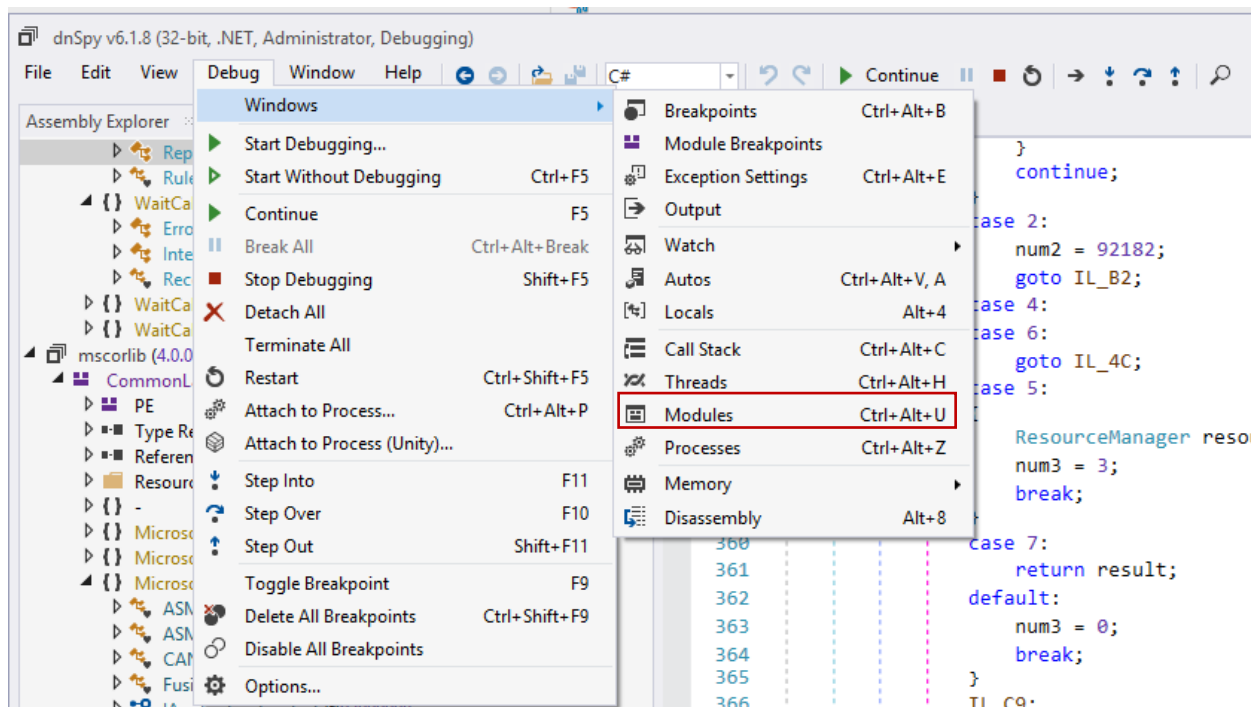 dnSpy v6.1.8 (32-bit, .NET, Administrator, Debugging)
File Edit View Debug Window Help C# Continue
Assembly Explorer
Rep
Rule
{ } WaitCa
Erro
Inte
Rec
{ } WaitCa
{ } WaitCa
mscorlib (4.0.0
CommonL
PE
Type Re
Referen
Resourc
{ } -
{ } Microso
{ } Microso
{ } Microso
ASM
ASM
CAN
Fusi
Windows
Start Debugging...
Start Without Debugging Ctrl+F5
Continue F5
Break All Ctrl+Alt+Break
Stop Debugging Shift+F5
Detach All
Terminate All
Restart Ctrl+Shift+F5
Attach to Process... Ctrl+Alt+P
Attach to Process (Unity)...
Step Into F11
Step Over F10
Step Out Shift+F11
Toggle Breakpoint F9
Delete All Breakpoints Ctrl+Shift+F9
Disable All Breakpoints
Options...
Breakpoints Ctrl+Alt+B
Module Breakpoints
Exception Settings Ctrl+Alt+E
Output
Watch
Autos Ctrl+Alt+V, A
Locals Alt+4
Call Stack Ctrl+Alt+C
Threads Ctrl+Alt+H
Modules Ctrl+Alt+U
Processes Ctrl+Alt+Z
Memory
Disassembly Alt+8
}
continue;
}
case 2:
num2 = 92182;
goto IL_B2;
case 4:
case 6:
goto IL_4C;
case 5:
{
ResourceManager reso
num3 = 3;
break;
}
360 case 7:
361 return result;
362 default:
363 num3 = 0;
364 break;
365 }
366 IL_C9: